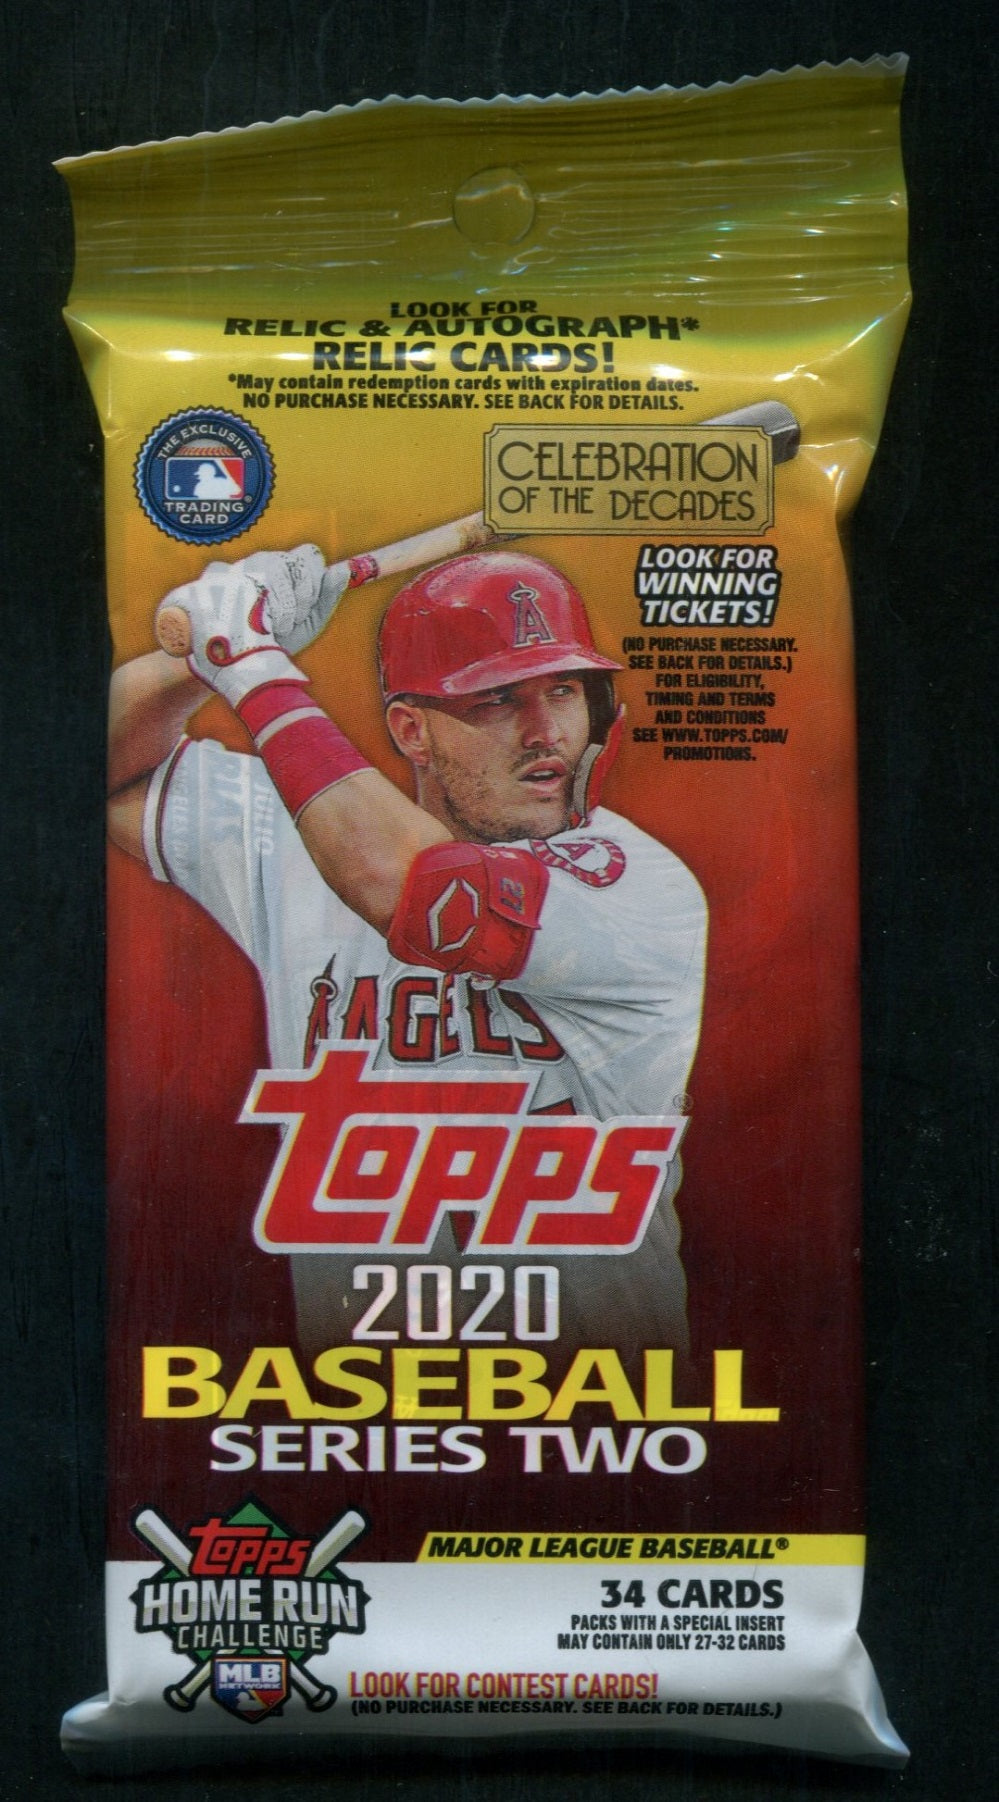 LOOK FOR
RELIC & AUTOGRAPH*
RELIC CARDS!
*May contain redemption cards with expiration dates.
NO PURCHASE NECESSARY. SEE BACK FOR DETAILS.
THE EXCLUSIVE
TRADING
CARD
CELEBRATION
OF THE DECADES
LOOK FOR
WINNING
TICKETS!
(NO PURCHASE NECESSARY.
SEE BACK FOR DETAILS.)
FOR ELIGIBILITY,
TIMING AND TERMS
AND CONDITIONS
SEE WWW.TOPPS.COM/
PROMOTIONS.
A
A
27
ANGELS
topps®
2020
BASEBALL
SERIES TWO
topps
HOME RUN
CHALLENGE
MLB
NETWORK
MAJOR LEAGUE BASEBALL®
34 CARDS
PACKS WITH A SPECIAL INSERT
MAY CONTAIN ONLY 27-32 CARDS
LOOK FOR CONTEST CARDS!
(NO PURCHASE NECESSARY. SEE BACK FOR DETAILS.)